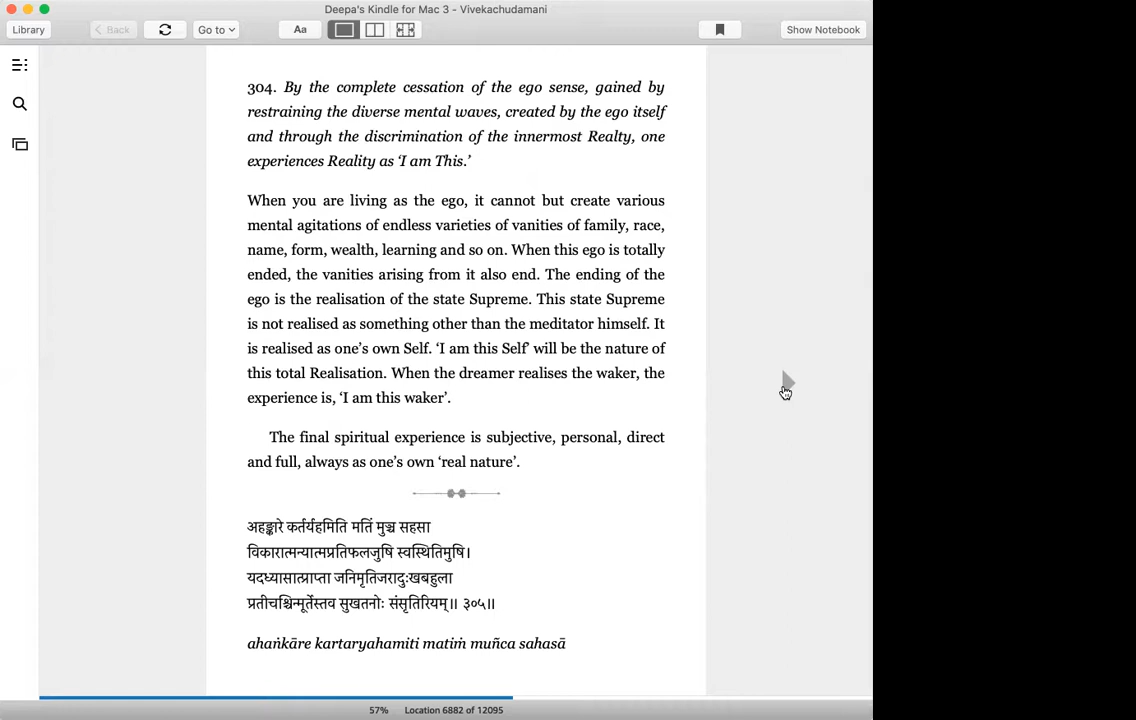 Deepa's Kindle for Mac 3 - Vivekachudamani
Library
< Back
Go to
Aa
Show Notebook
304. By the complete cessation of the ego sense, gained by
restraining the diverse mental waves, created by the ego itself
and through the discrimination of the innermost Realty, one
experiences Reality as ‘I am This.’
When you are living as the ego, it cannot but create various
mental agitations of endless varieties of vanities of family, race,
name, form, wealth, learning and so on. When this ego is totally
ended, the vanities arising from it also end. The ending of the
ego is the realisation of the state Supreme. This state Supreme
is not realised as something other than the meditator himself. It
is realised as one’s own Self. ‘I am this Self’ will be the nature of
this total Realisation. When the dreamer realises the waker, the
experience is, ‘I am this waker’.
The final spiritual experience is subjective, personal, direct
and full, always as one’s own ‘real nature’.
अहङ्कारे कर्तर्यहमिति मतिं मुञ्च सहसा
विकारात्मन्यात्मप्रतिफलजुषि स्वस्थितिमुषि।
यदध्यासात्प्राप्ता जनिमृतिजरादुःखबहुला
प्रतीचश्चिन्मूर्तेस्तव सुखतनोः संसृतिरियम्॥ ३०५॥
ahaṅkāre kartaryahamiti matiṁ muñca sahasā
57% Location 6882 of 12095